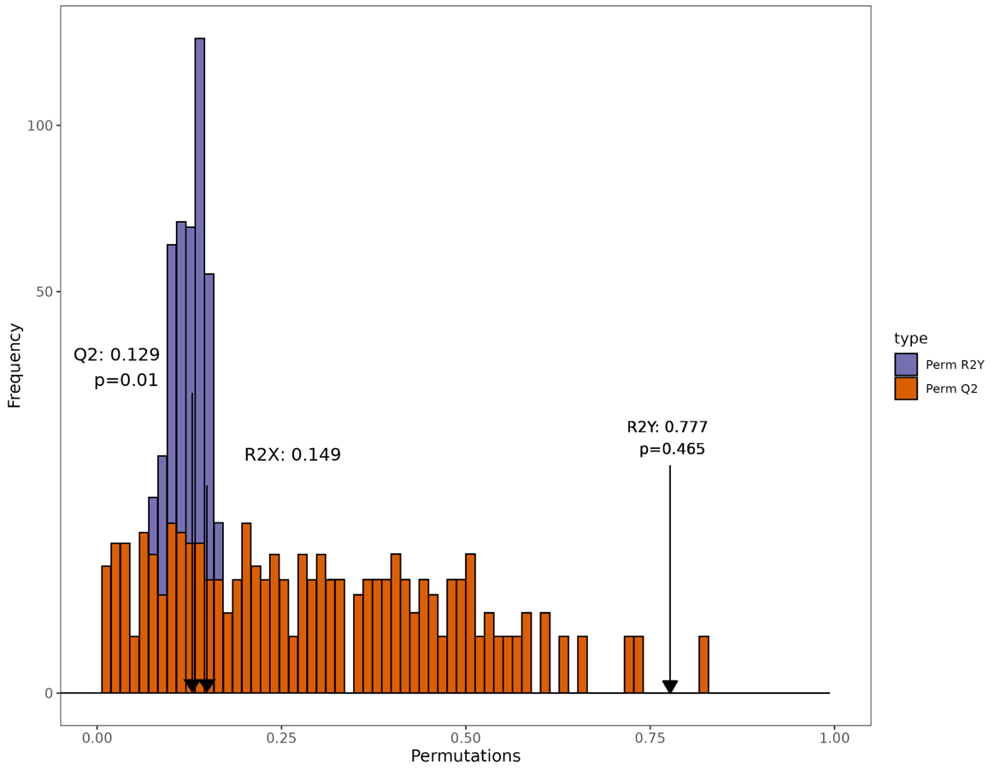 100
50
0
Frequency
Q2: 0.129
p=0.01
R2X: 0.149
R2Y: 0.777
p=0.465
0.00
0.25
0.50
0.75
1.00
Permutations
type
Perm R2Y
Perm Q2